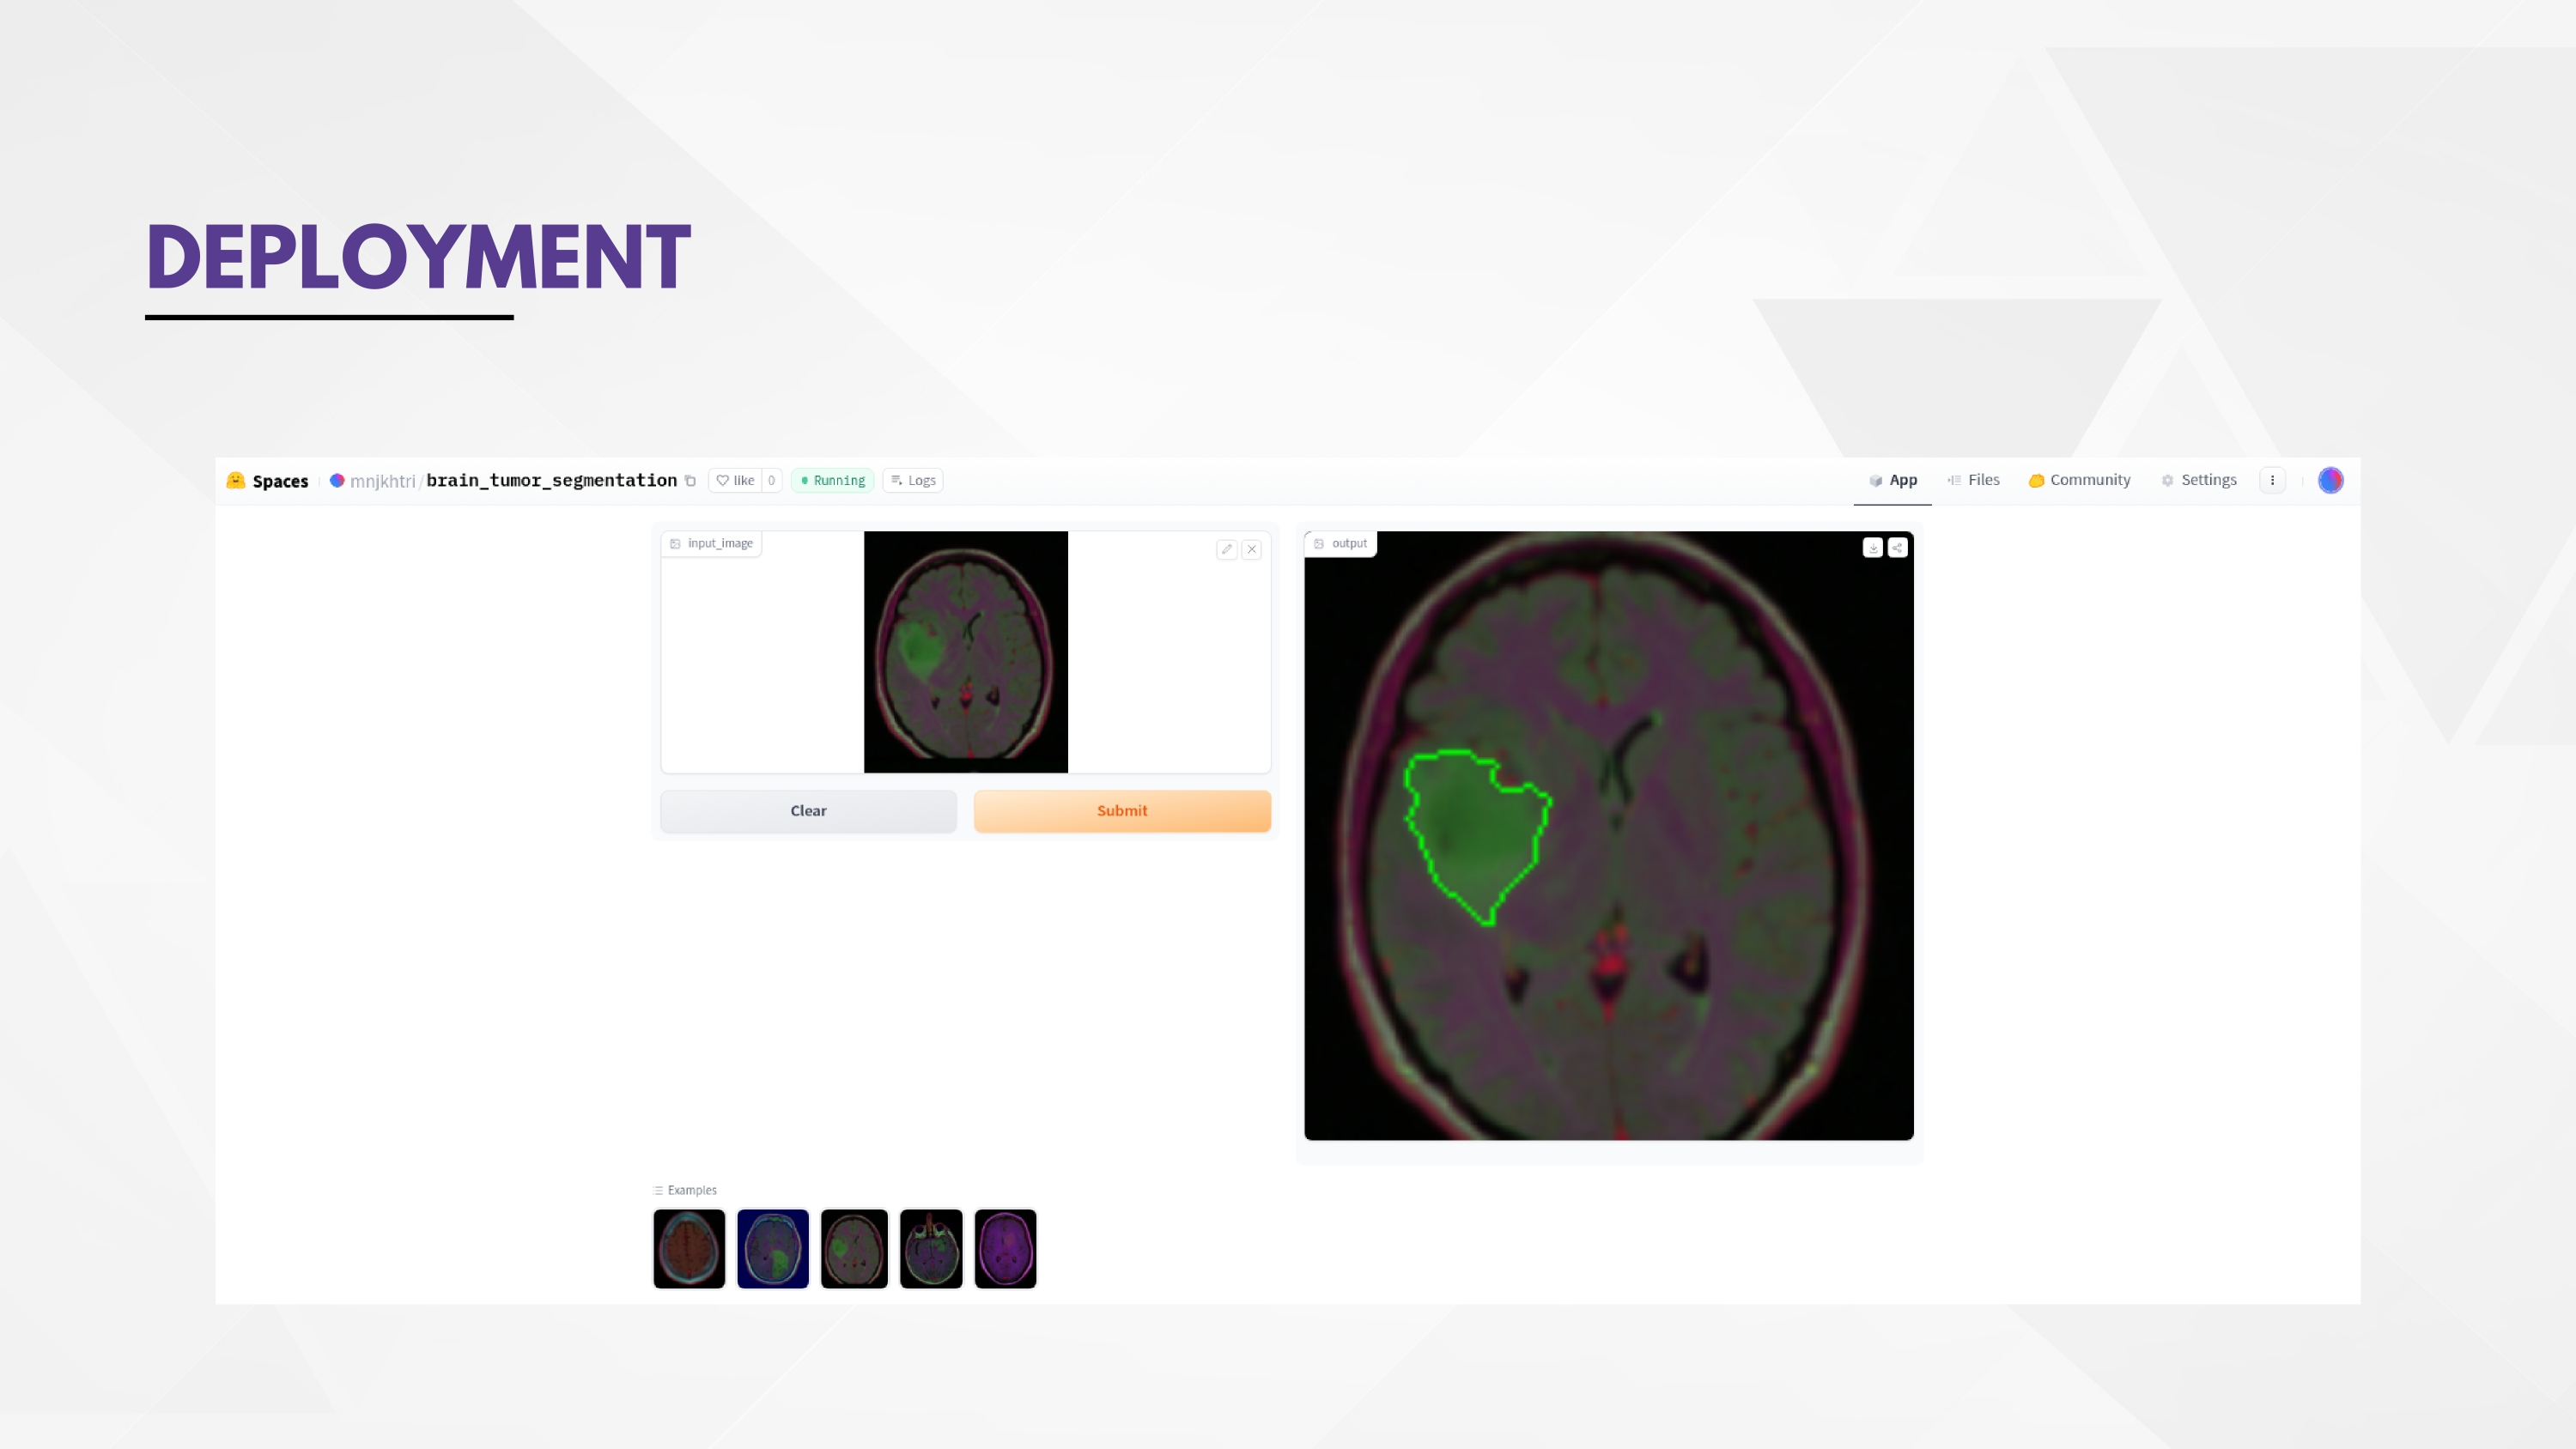 DEPLOYMENT
Spaces mnjkhtri/brain_tumor_segmentation like 0 Running Logs App Files Community Settings
input_image
output
Clear Submit
Examples